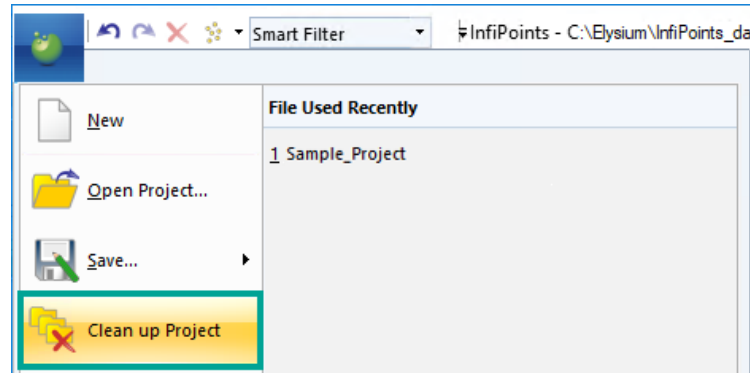 Smart Filter
InfiPoints - C:\Elysium\InfiPoints_da
File Used Recently
1 Sample_Project
New
Open Project...
Save...
Clean up Project